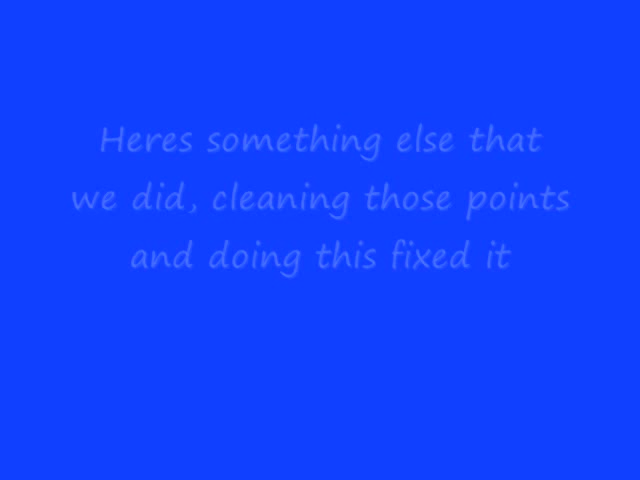 Heres something else that
we did, cleaning those points
and doing this fixed it